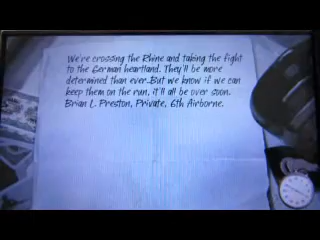 We're crossing the Rhine and taking the fight
to the German heartland. They'll be more
determined than ever..But we know if we can
keep them on the run, it'll all be over soon.
Brian L. Preston, Private, 6th Airborne.